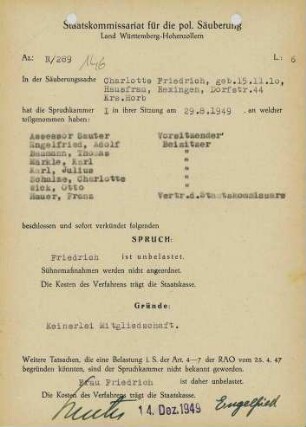 Staatskommissariat für die pol. Säuberung
Land Württemberg-Hohenzollern
Az: R/289 L: 6
In der Säuberungssache Charlotte Friedrich, geb.15.11.10,
Hausfrau, Rexingen, Dorfstr.44
Krs.Horb
hat die Spruchkammer I in ihrer Sitzung am 29.8.1949 , an welcher
teilgenommen haben:
Assessor Sauter Vorsitzender
Engelfried, Adolf Beisitzer
Baumann, Thomas "
Märkle, Karl "
Karl, Julius "
Schalze, Charlotte "
Wiek, Otto "
Hauer, Franz Vertr.d.Staatskommissars
beschlossen und sofort verkündet folgenden
SPRUCH:
Friedrich ist unbelastet.
Sühnemaßnahmen werden nicht angeordnet.
Die Kosten des Verfahrens trägt die Staatskasse.
Gründe:
Keinerlei Mitgliedschaft.
Weitere Tatsachen, die eine Belastung i. S. der Art. 4—7 der RAO vom 25. 4. 47
begründen könnten, sind der Spruchkammer nicht bekannt geworden.
Frau Friedrich ist daher unbelastet.
Die Kosten des Verfahrens trägt die Staatskasse.
14. Dez. 1949 Engelfried